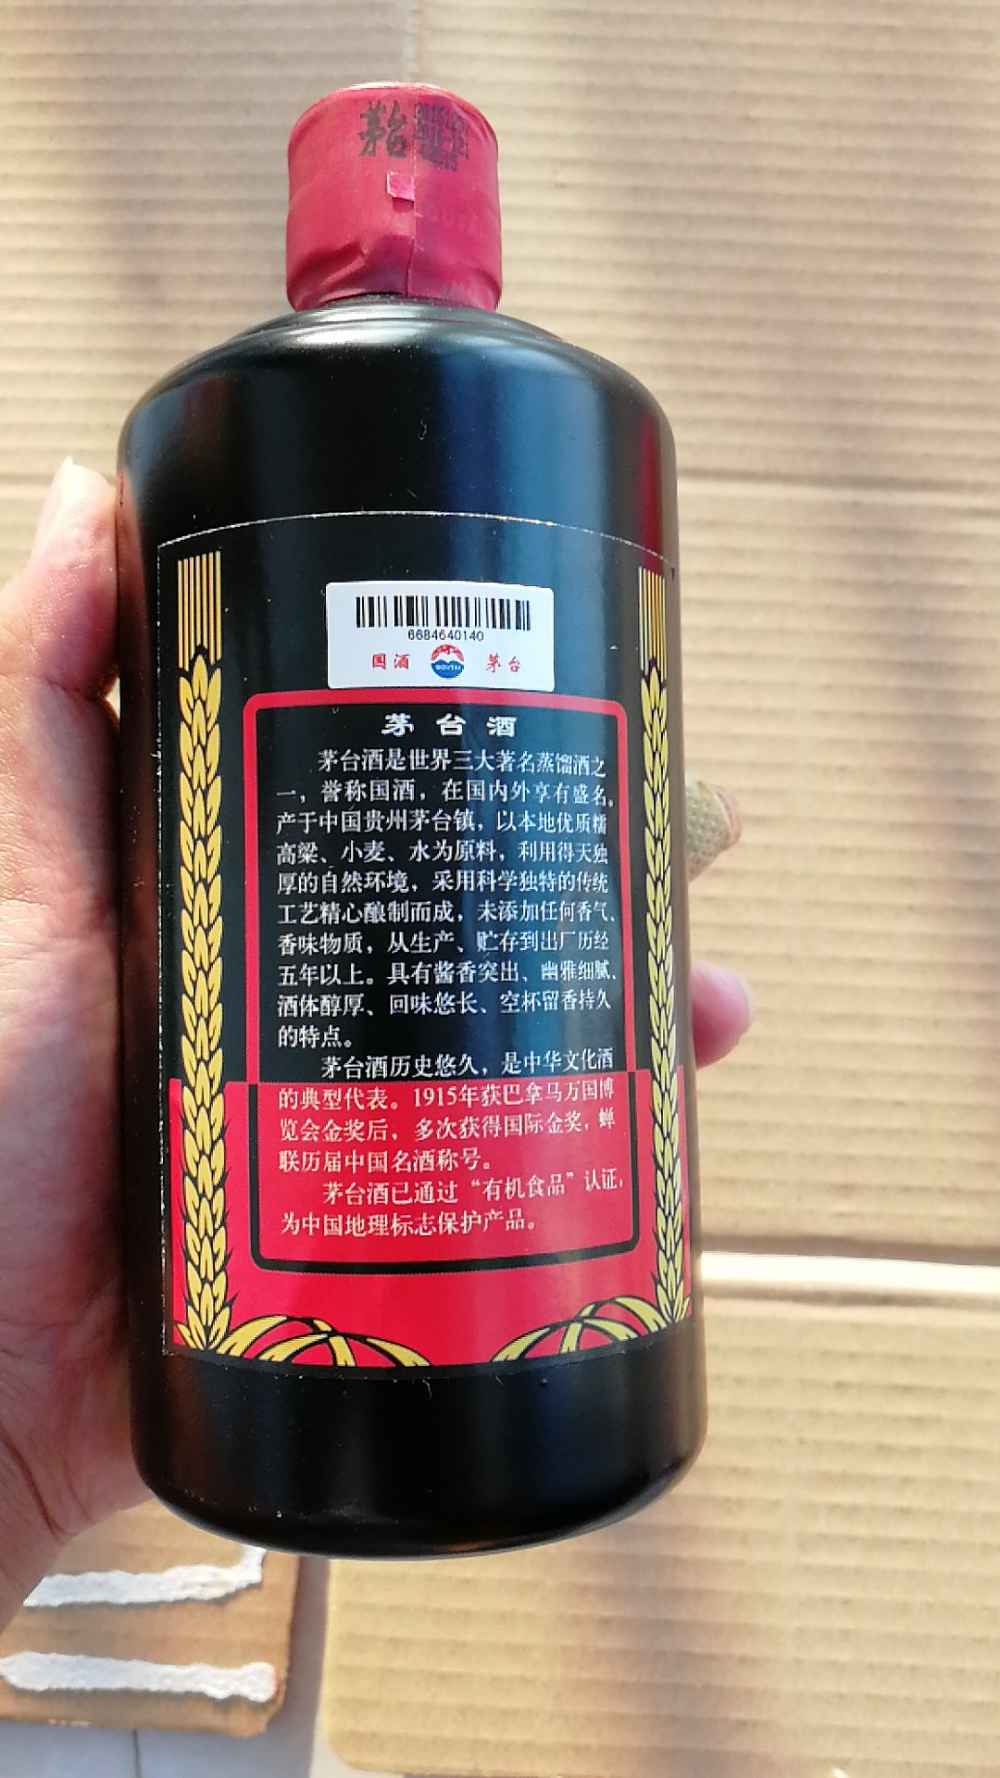 茅台
6684640140
国酒 MOUTAI 茅台
茅台酒
茅台酒是世界三大著名蒸馏酒之
一，誉称国酒，在国内外享有盛名。
产于中国贵州茅台镇，以本地优质糯
高粱、小麦、水为原料，利用得天独
厚的自然环境，采用科学独特的传统
工艺精心酿制而成，未添加任何香气、
香味物质，从生产、贮存到出厂历经
五年以上。具有酱香突出、幽雅细腻、
酒体醇厚、回味悠长、空杯留香持久
的特点。
茅台酒历史悠久，是中华文化酒
的典型代表。1915年获巴拿马万国博
览会金奖后，多次获得国际金奖，蝉
联历届中国名酒称号。
茅台酒已通过“有机食品”认证，
为中国地理标志保护产品。